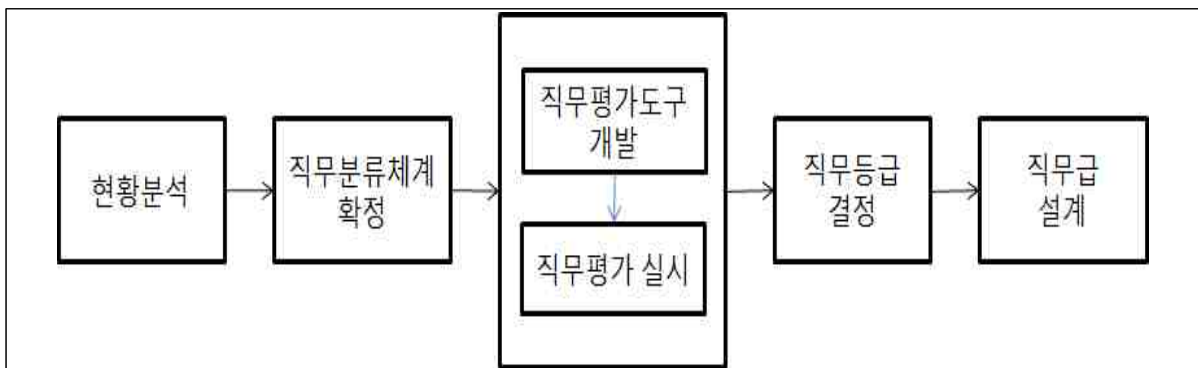 현황분석
직무분류체계
확정
직무평가도구
개발
직무평가 실시
직무등급
결정
직무급
설계